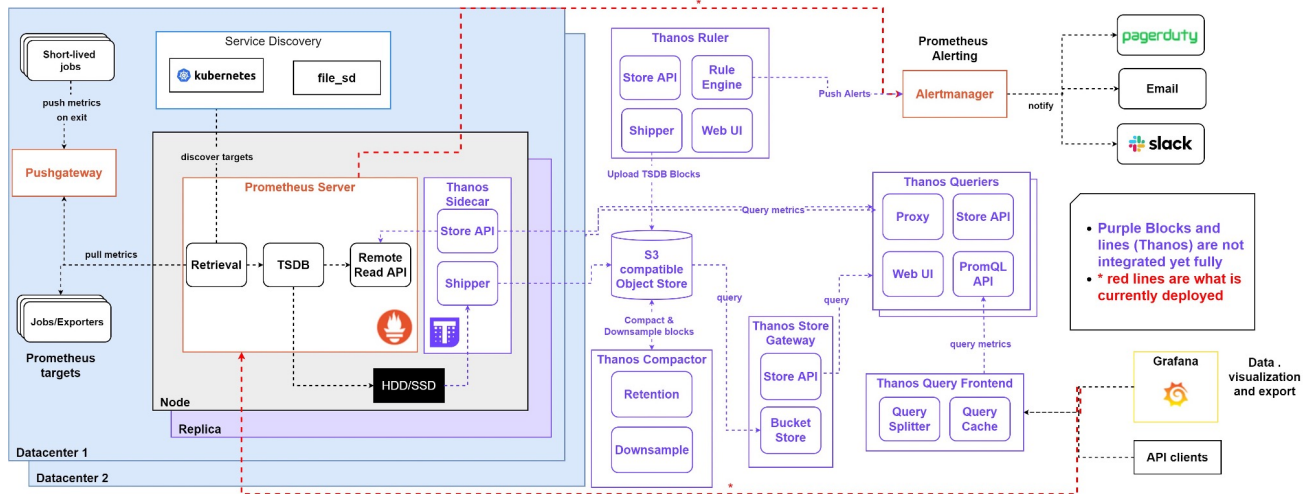 *
Short-lived
jobs
push metrics
on exit
Pushgateway
pull metrics
Jobs/Exporters
Prometheus
targets
Service Discovery
kubernetes
file_sd
discover targets
Prometheus Server
Retrieval
TSDB
Remote
Read API
Thanos
Sidecar
Store API
Shipper
HDD/SSD
Node
Replica
Datacenter 1
Datacenter 2
Thanos Ruler
Store API
Rule
Engine
Shipper
Web UI
Push Alerts
Upload TSDB Blocks
Query metrics
S3
compatible
Object Store
Compact &
Downsample blocks
Thanos Compactor
Retention
Downsample
query
Thanos Store
Gateway
Store API
Bucket
Store
query
Thanos Queriers
Proxy
Store API
Web UI
PromQL
API
query metrics
Thanos Query Frontend
Query
Splitter
Query
Cache
Prometheus
Alerting
Alertmanager
notify
pagerduty
Email
slack
• Purple Blocks and
lines (Thanos) are not
integrated yet fully
• * red lines are what is
currently deployed
Grafana
Data .
visualization
and export
API clients
*